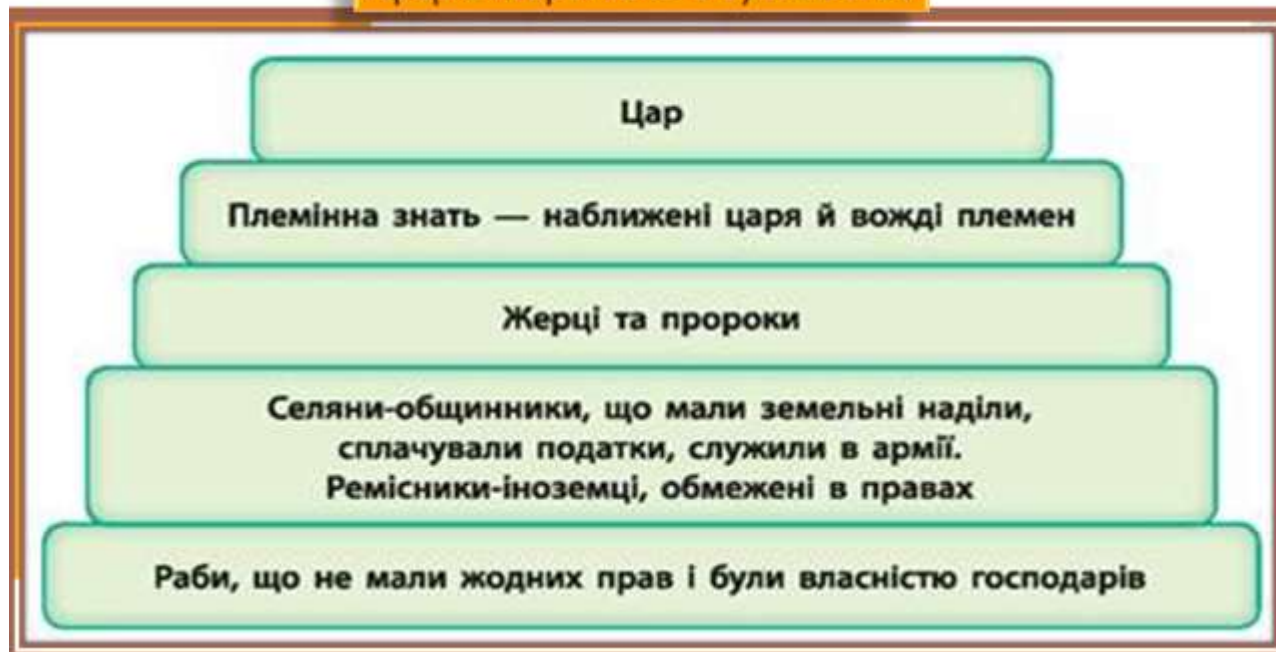 Цар
Племінна знать — наближені царя й вожді племен
Жерці та пророки
Селяни-общинники, що мали земельні наділи,
сплачували податки, служили в армії.
Ремісники-іноземці, обмежені в правах
Раби, що не мали жодних прав і були власністю господарів